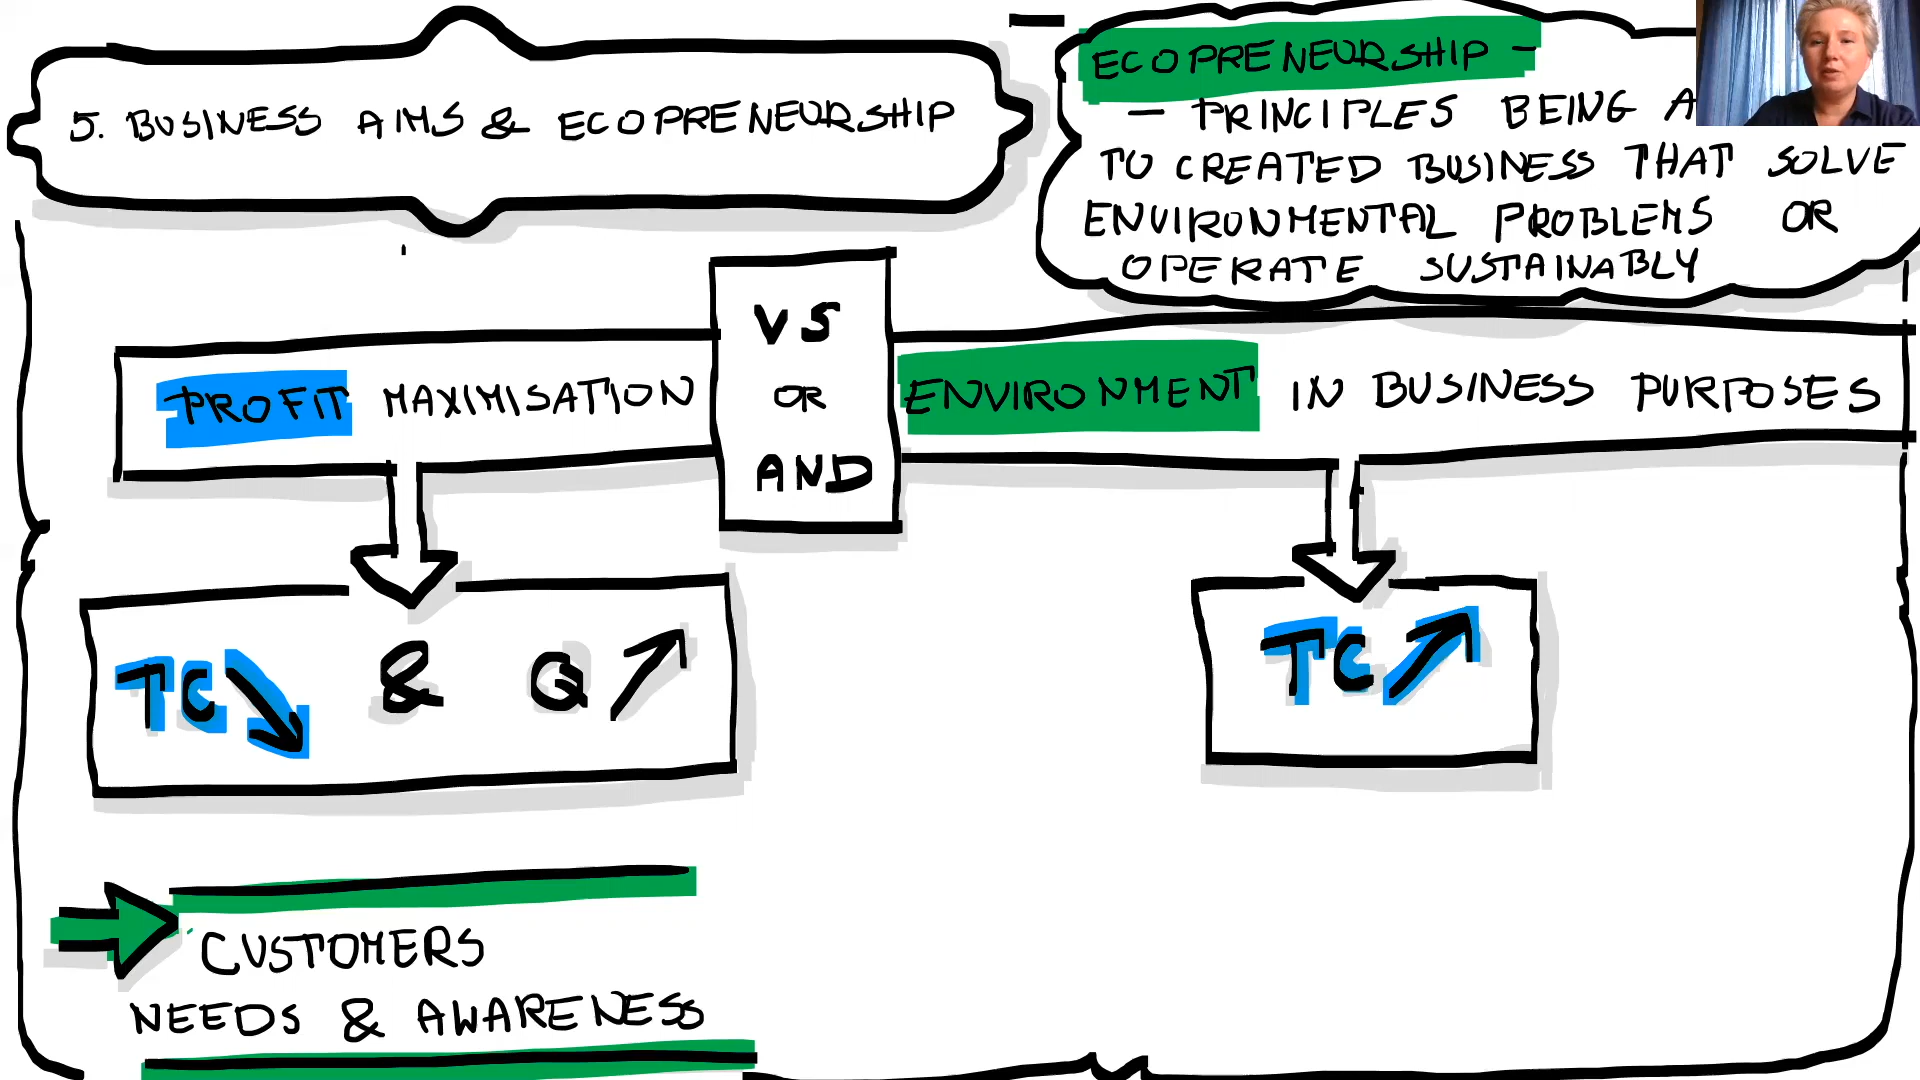 5. BUSINESS AIMS & ECOPRENEURSHIP
ECOPRENEURSHIP -
- PRINCIPLES BEING
TO CREATED BUSINESS THAT SOLVE
ENVIRONMENTAL PROBLEMS OR
OPERATE SUSTAINABLY
PROFIT MAXIMISATION
VS
OR
AND
ENVIRONMENT IN BUSINESS PURPOSES
TC & Q
TC
CUSTOMERS
NEEDS & AWARENESS